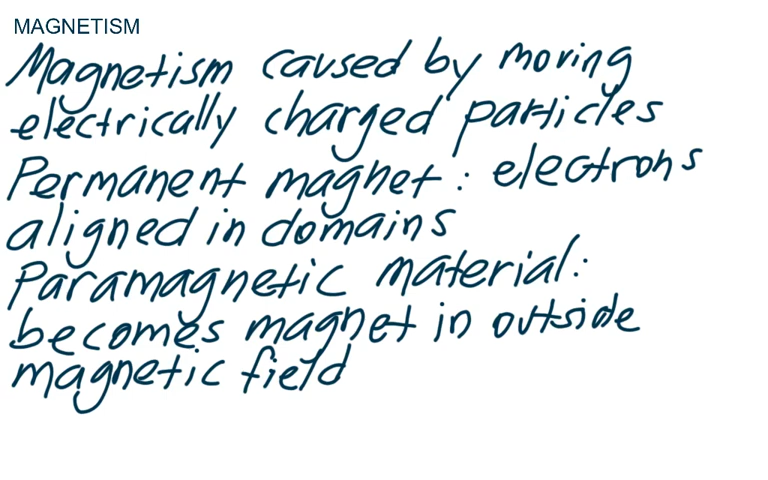 MAGNETISM
Magnetism caused by moving
electrically charged particles
Permanent magnet: electrons
aligned in domains
Paramagnetic material:
becomes magnet in outside
magnetic field